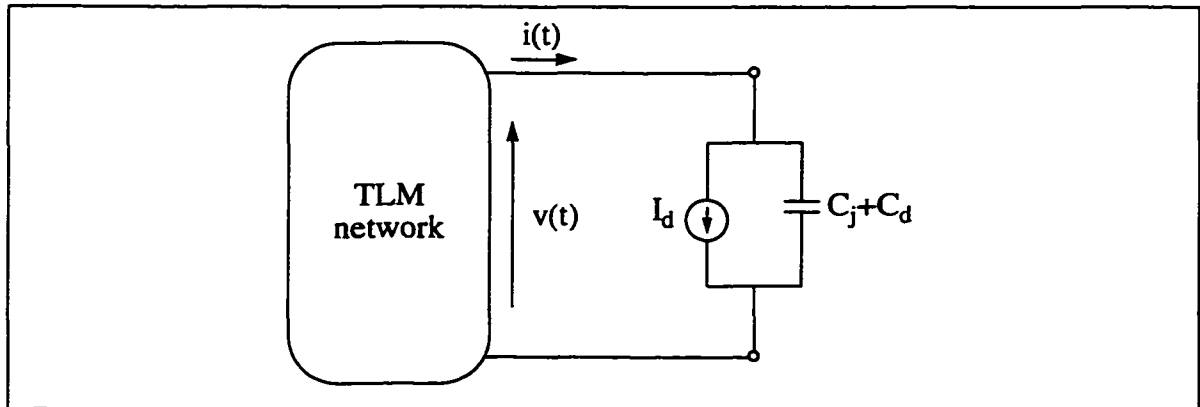 i(t)
TLM
network
v(t)
I_d
C_j+C_d